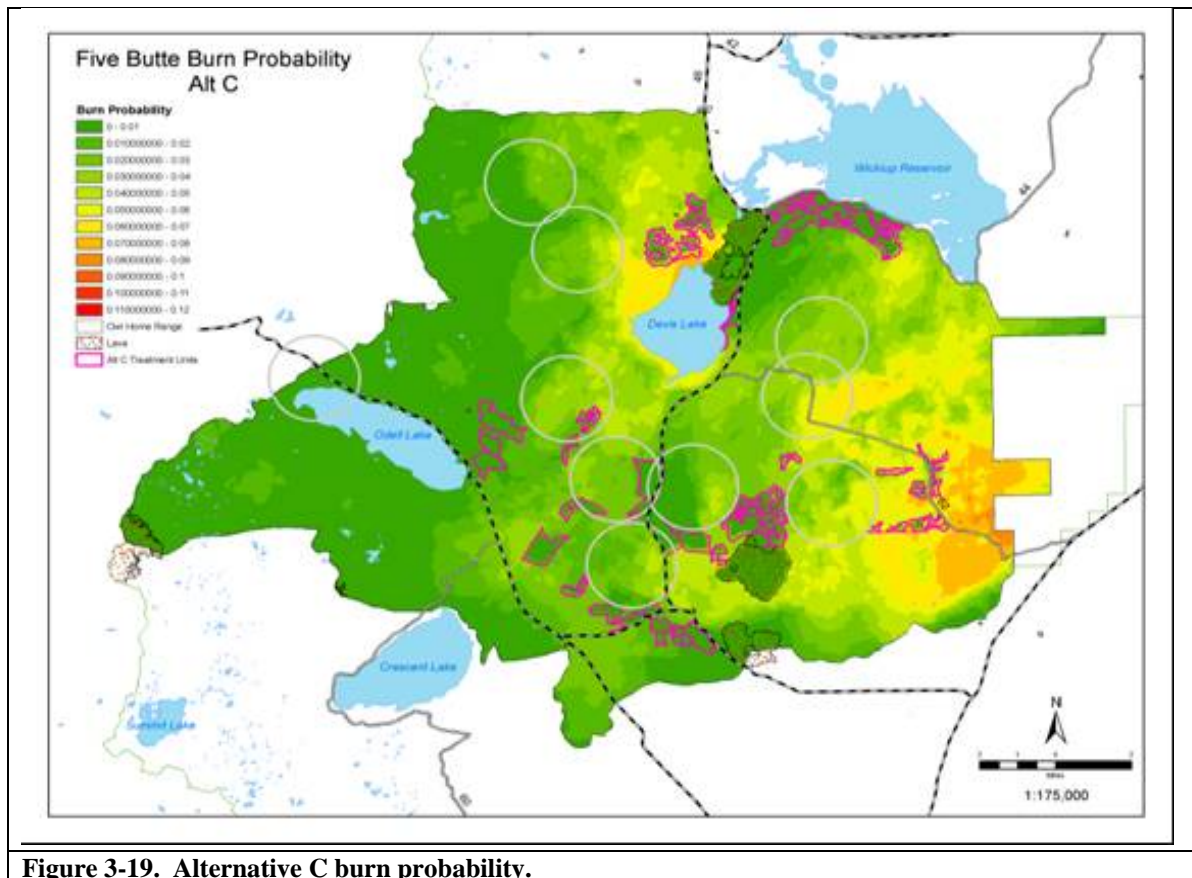 Five Butte Burn Probability
Alt C
Burn Probability
0 - 0.01
0.010000000 - 0.02
0.020000000 - 0.03
0.030000000 - 0.04
0.040000000 - 0.05
0.050000000 - 0.06
0.060000000 - 0.07
0.070000000 - 0.08
0.080000000 - 0.09
0.090000000 - 0.1
0.100000000 - 0.11
0.110000000 - 0.12
Owl Home Range
Lava
Alt C Treatment Units
Wickiup Reservoir
44
46
Davis Lake
Odell Lake
Crescent Lake
Summit Lake
60
N
Miles
1:175,000
Figure 3-19. Alternative C burn probability.